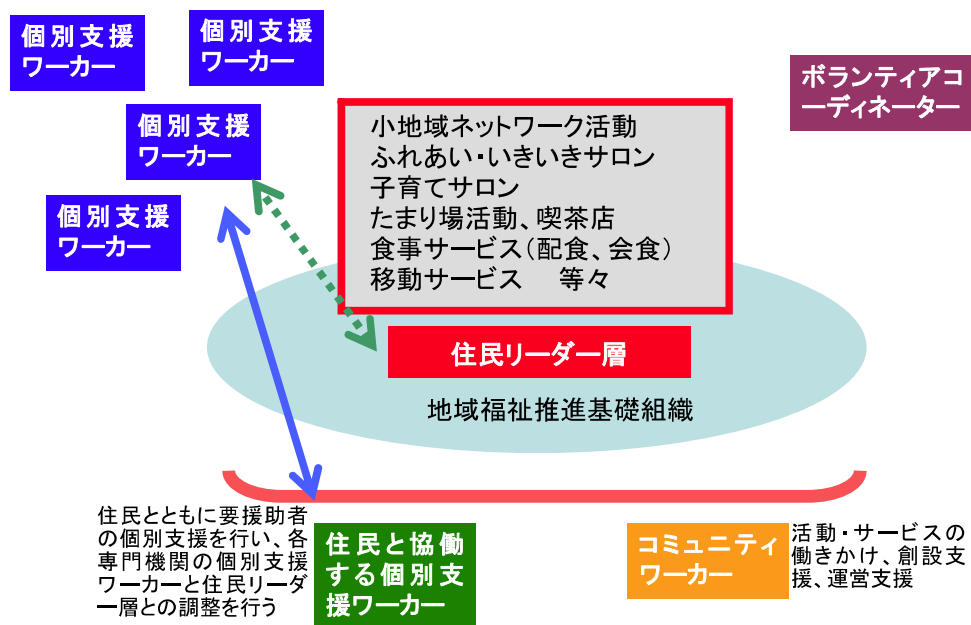 個別支援
ワーカー
個別支援
ワーカー
個別支援
ワーカー
個別支援
ワーカー
ボランティアコ
ーディネーター
小地域ネットワーク活動
ふれあい・いきいきサロン
子育てサロン
たまり場活動、喫茶店
食事サービス（配食、会食）
移動サービス　等々
住民リーダー層
地域福祉推進基礎組織
住民とともに要援助者
の個別支援を行い、各
専門機関の個別支援
ワーカーと住民リーダ
ー層との調整を行う
住民と協働
する個別支
援ワーカー
コミュニティ
ワーカー
活動・サービスの
働きかけ、創設支
援、運営支援